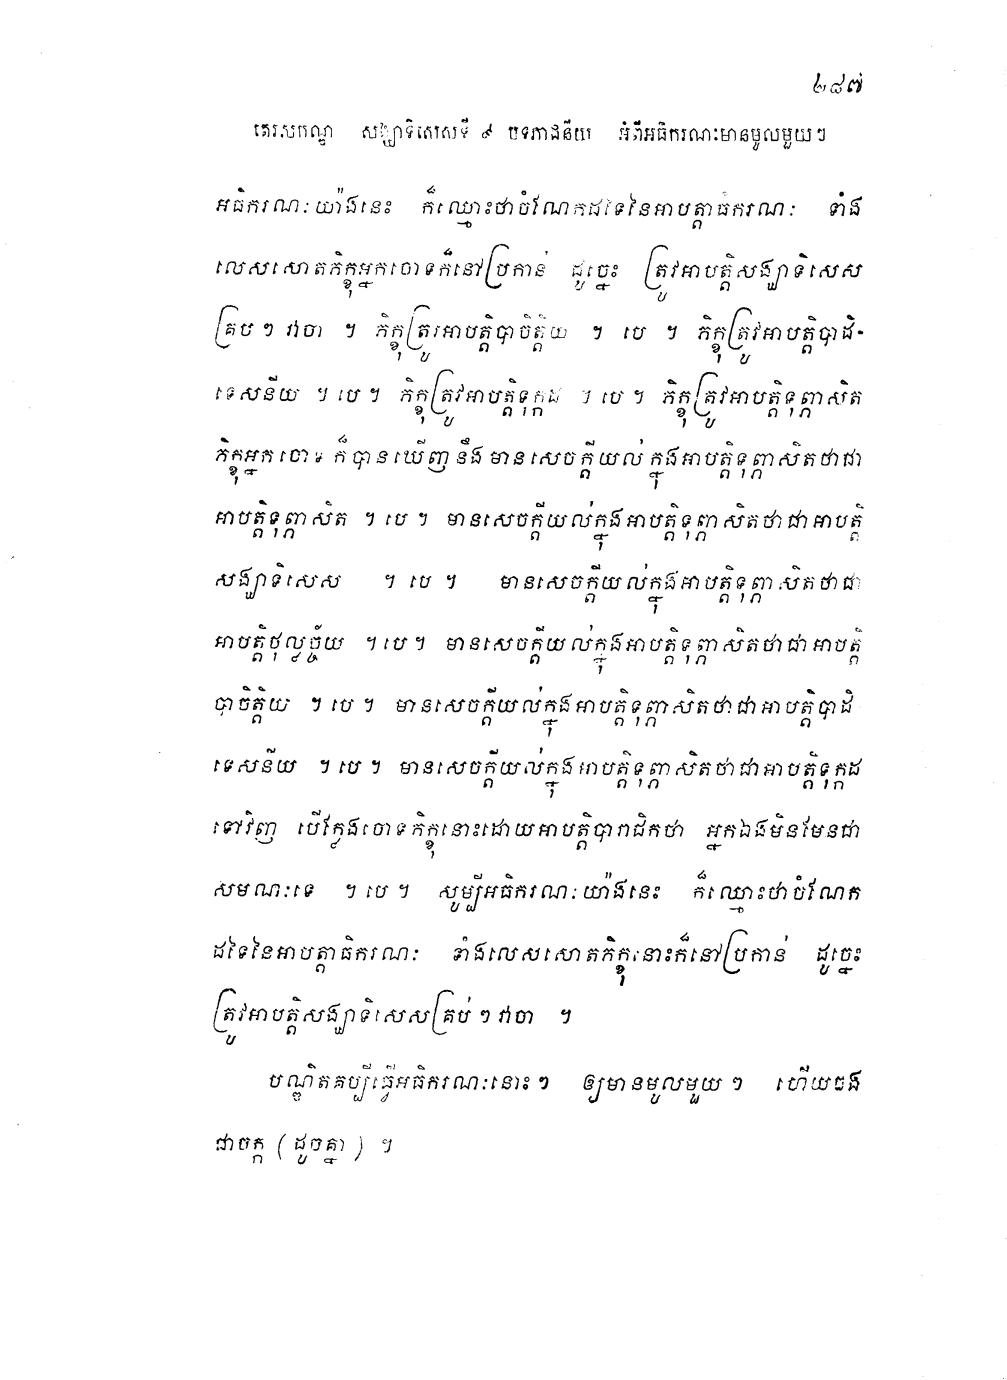 ២៨៧
តេរសកណ្ឌ សង្ឃាទិសេសទី ៩ បទភាជនីយ អំពីអធិករណៈមានមូលមួយៗ
អធិករណៈយ៉ាងនេះ ក៏ឈ្មោះថាចំណែកដទៃនៃអាបត្តាធិករណៈ ទាំង
លេសសោតភិក្ខុអ្នកចោទក៏នៅប្រកាន់ ដូច្នេះ ត្រូវអាបត្តិសង្ឃាទិសេស
គ្រប់ៗ វាចា ។ ភិក្ខុត្រូវអាបត្តិបាចិត្តិយ ។ បេ ។ ភិក្ខុត្រូវអាបត្តិបាដិ-
ទេសនីយ ។ បេ ។ ភិក្ខុត្រូវអាបត្តិទុក្កដ ។ បេ ។ ភិក្ខុត្រូវអាបត្តិទុព្ភាសិត
ភិក្ខុអ្នកចោទ ក៏បានឃើញនឹងមានសេចក្តីយល់ក្នុងអាបត្តិទុព្ភាសិតថាជា
អាបត្តិទុព្ភាសិត ។ បេ ។ មានសេចក្តីយល់ក្នុងអាបត្តិទុព្ភាសិតថាជាអាបត្តិ
សង្ឃាទិសេស ។ បេ ។ មានសេចក្តីយល់ក្នុងអាបត្តិទុព្ភាសិតថាជា
អាបត្តិថុល្លច្ច័យ ។ បេ ។ មានសេចក្តីយល់ក្នុងអាបត្តិទុព្ភាសិតថាជាអាបត្តិ
បាចិត្តិយ ។ បេ ។ មានសេចក្តីយល់ក្នុងអាបត្តិទុព្ភាសិតថាជាអាបត្តិបាដិ
ទេសនីយ ។ បេ ។ មានសេចក្តីយល់ក្នុងអាបត្តិទុព្ភាសិតថាជាអាបត្តិទុក្កដ
ទៅវិញ បើក្លែងចោទភិក្ខុនោះដោយអាបត្តិបារាជិកថា អ្នកឯងមិនមែនជា
សមណៈទេ ។ បេ ។ សូម្បីអធិករណៈយ៉ាងនេះ ក៏ឈ្មោះថាចំណែក
ដទៃនៃអាបត្តាធិករណៈ ទាំងលេសសោតភិក្ខុនោះក៏នៅប្រកាន់ ដូច្នេះ
ត្រូវអាបត្តិសង្ឃាទិសេសគ្រប់ៗ វាចា ។
បណ្ឌិតគប្បីធ្វើអធិករណៈនោះៗ ឲ្យមានមូលមួយៗ ហើយចង
ជាចក្ក ( ដូចគ្នា ) ។